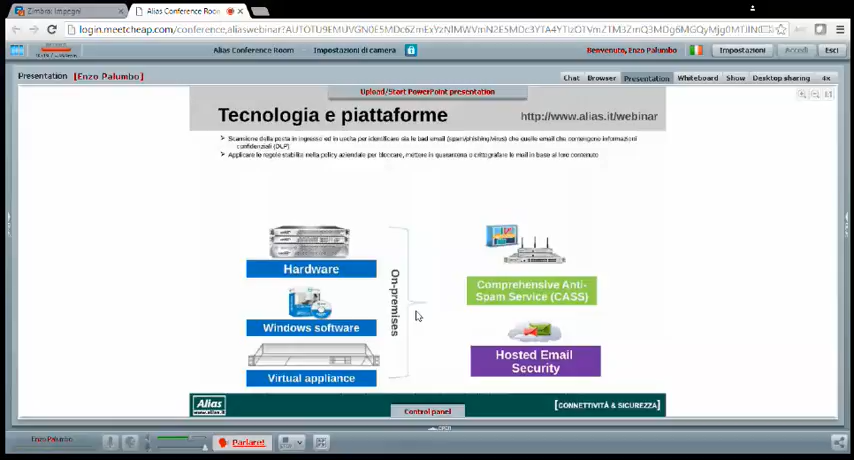 Zimbra: Impegni
Alias Conference Room
Alias Conference Room
Impostazioni di camera
Benvenuto, Enzo Palumbo
Impostazioni
Accedi
Esci
Presentation
[Enzo Palumbo]
Chat
Browser
Presentation
Whiteboard
Show
Desktop sharing
4x
Upload/Start PowerPoint presentation
Tecnologia e piattaforme
http://www.alias.it/webinar
Scansione della posta in ingresso ed in uscita per identificare sia le bad email (spam/phishing/virus) che quelle email che contengono informazioni
confidenziali (DLP)
Applicare le regole stabilite nella policy aziendale per bloccare, mettere in quarantena o crittografare le mail in base al loro contenuto
Hardware
Windows software
Virtual appliance
On-premises
Comprehensive Anti-
Spam Service (CASS)
Hosted Email
Security
Alias
www.alias.it
[CONNETTIVITÀ & SICUREZZA]
Control panel
OPEN
Enzo Palumbo
Parlare!